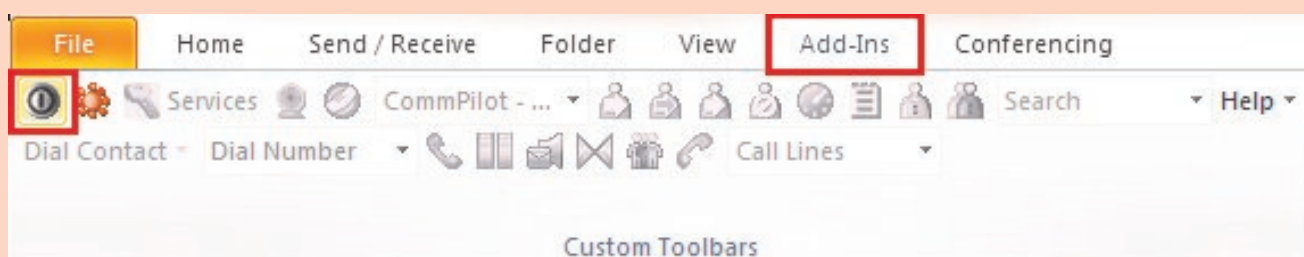 File Home Send / Receive Folder View Add-Ins Conferencing
Services CommPilot - ... Search Help
Dial Contact Dial Number Call Lines
Custom Toolbars